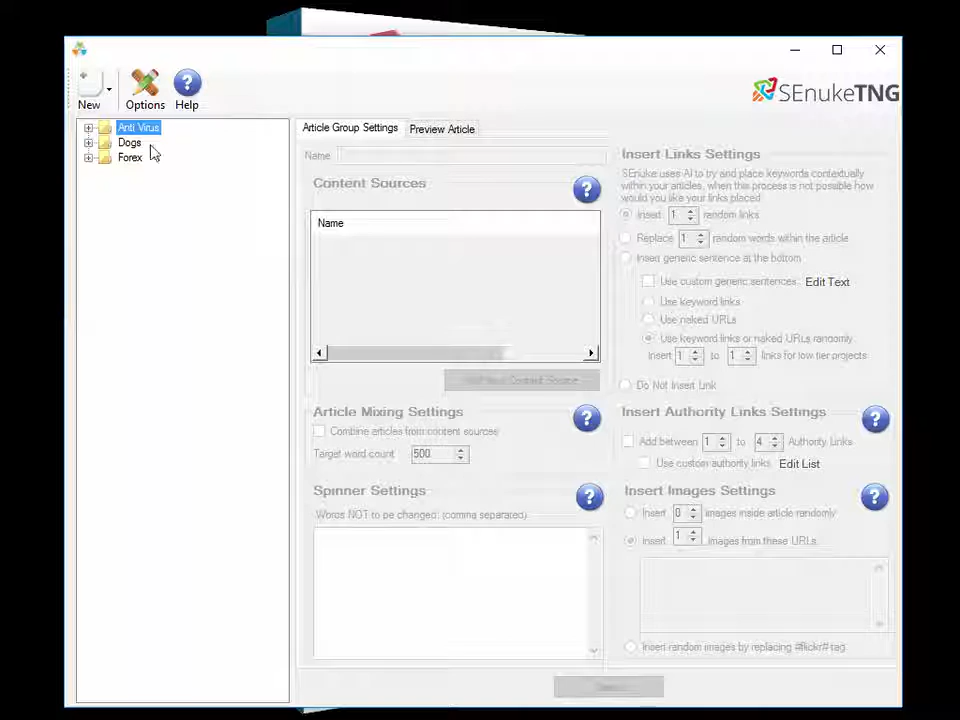 New
Options
Help
SEnukeTNG
Anti Virus
Dogs
Forex
Article Group Settings
Preview Article
Name
Content Sources
Name
Article Mixing Settings
Combine articles from content sources
Target word count
500
Spinner Settings
Words NOT to be changed: (comma separated)
Insert Links Settings
SEnuke uses AI to try and place keywords contextually
within your articles, when this process is not possible how
would you like your links placed
Insert 1 random links
Replace 1 random words within the article
Insert generic sentence at the bottom
Use custom generic sentences Edit Text
Use keyword links
Use naked URLs
Use keyword links or naked URLs randomly
Insert 1 to 1 links for low tier projects
Do Not Insert Link
Insert Authority Links Settings
Add between 1 to 4 Authority Links
Use custom authority links Edit List
Insert Images Settings
Insert 0 images inside article randomly
Insert 1 images from these URLs
Insert random images by replacing #flickr# tag